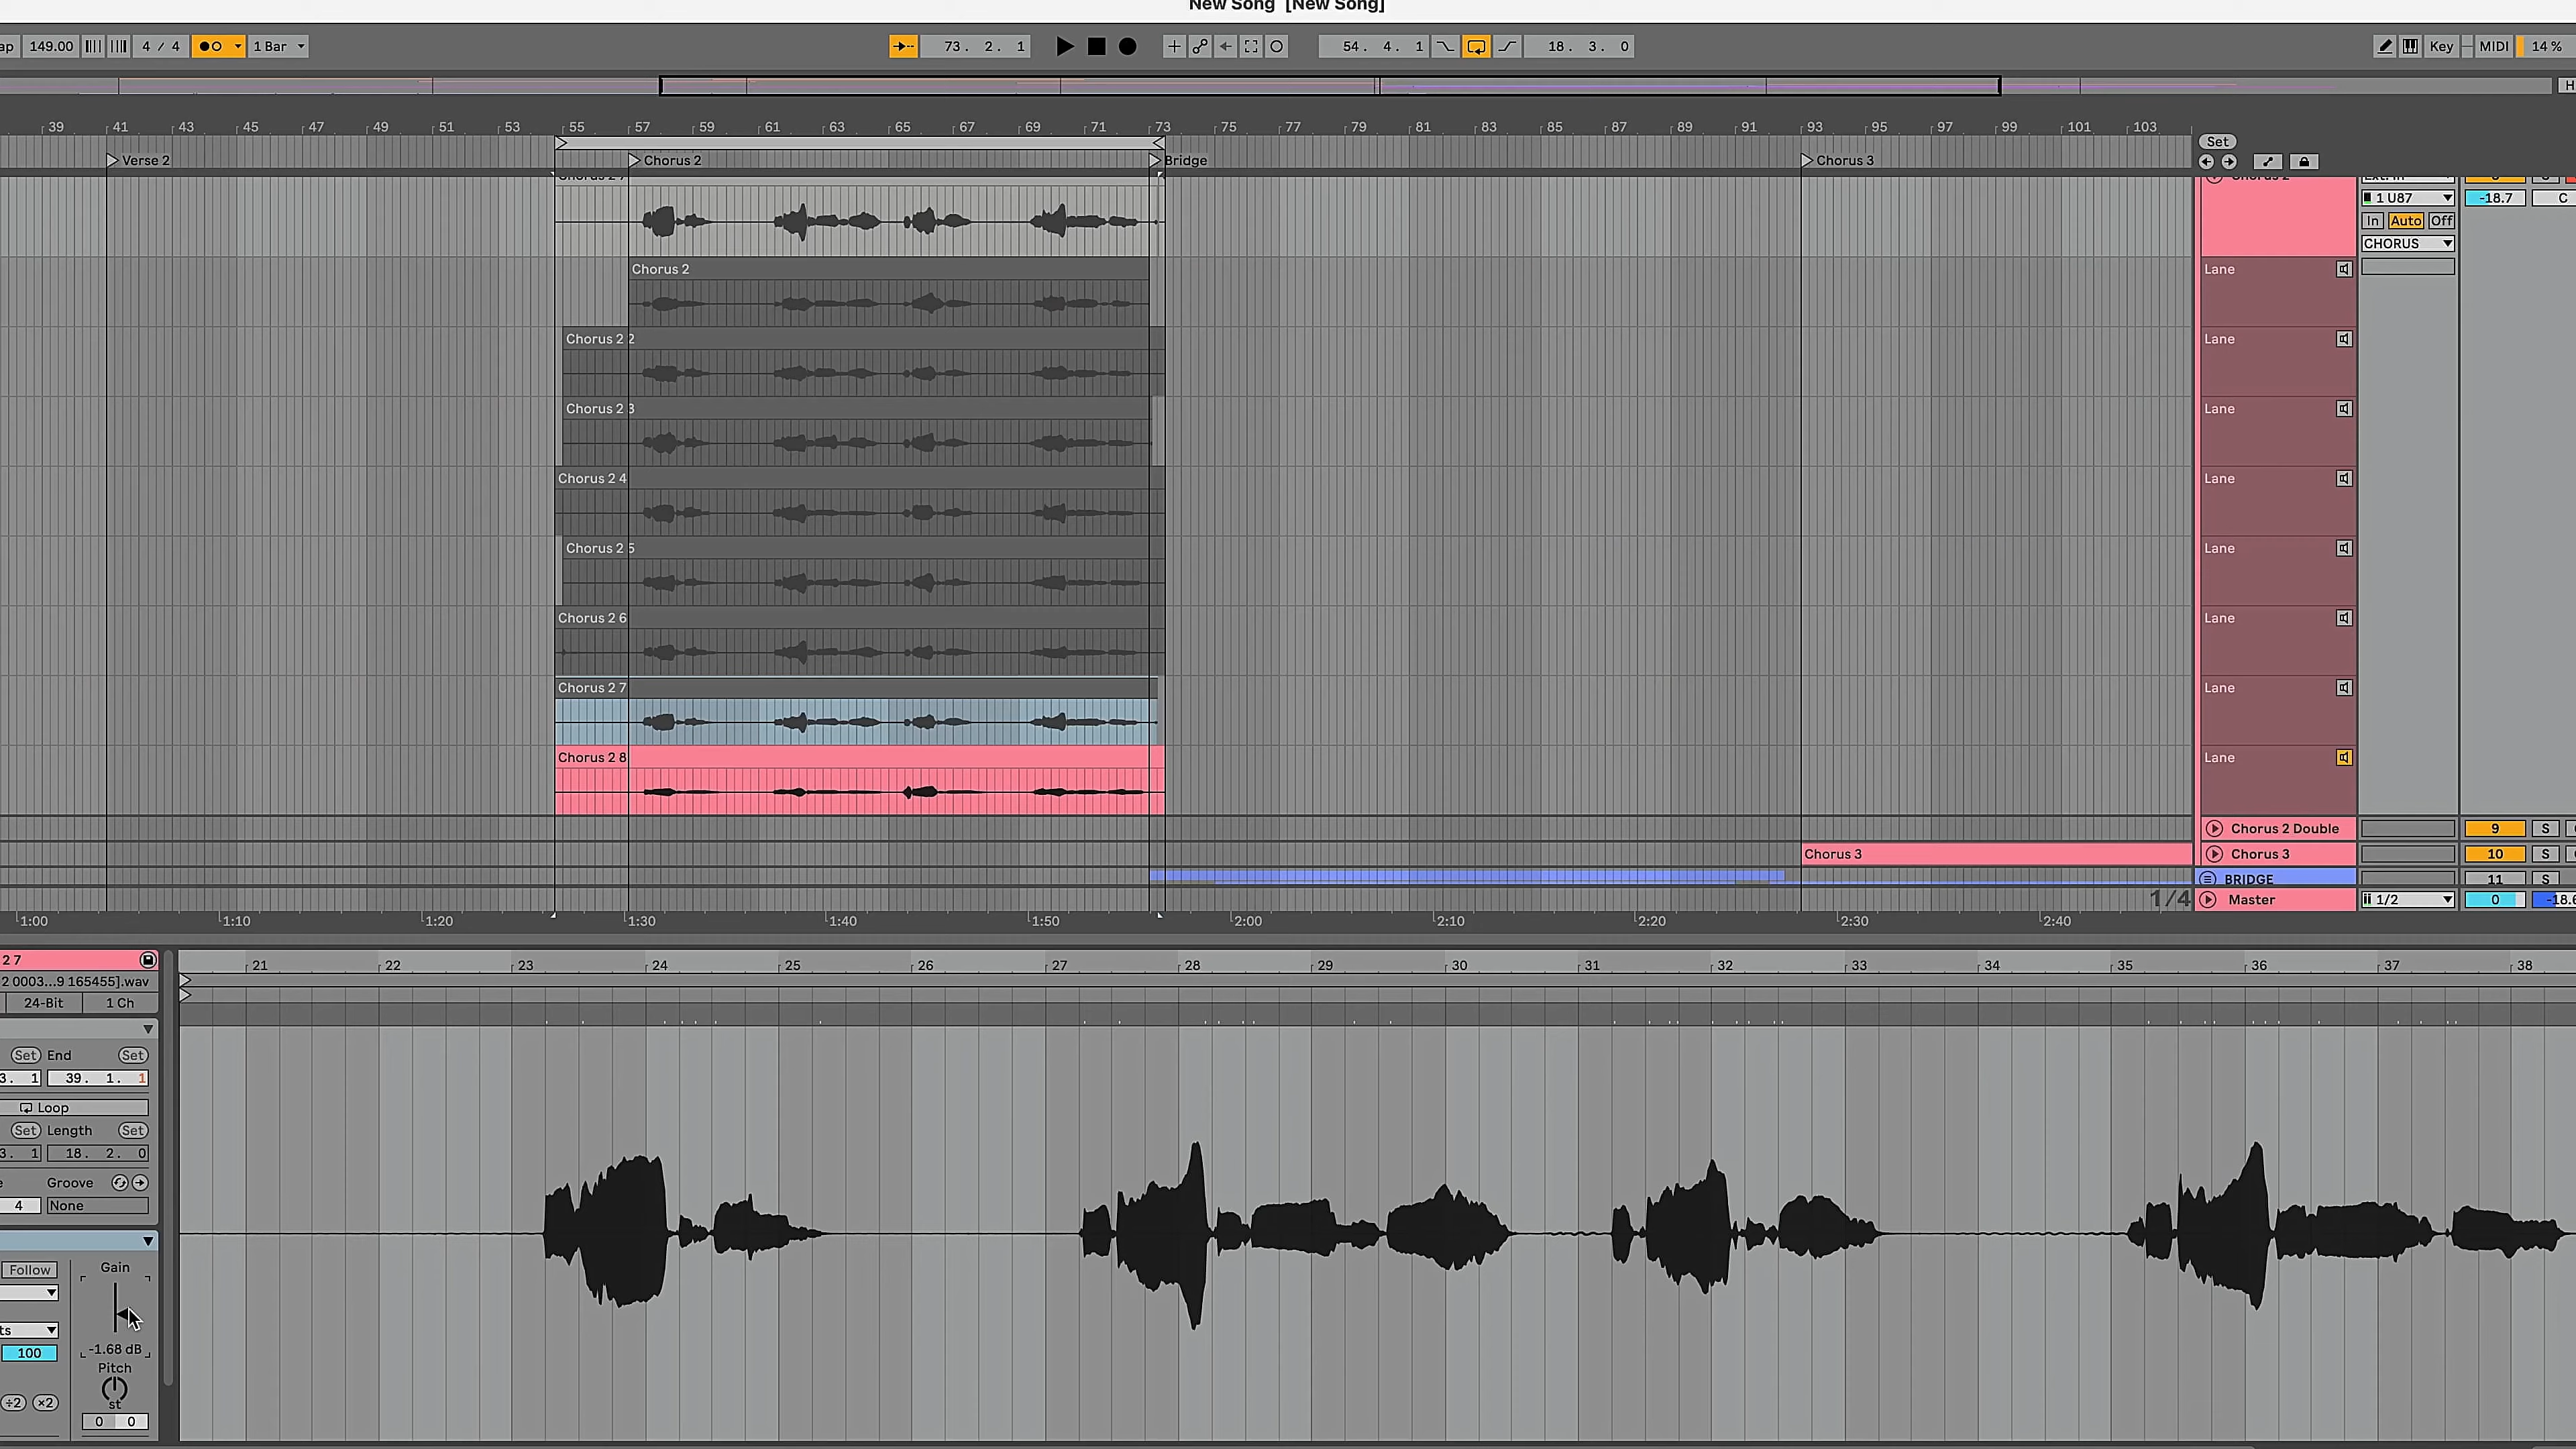 New Song [New Song]
ap 149.00 4 / 4 1 Bar 73. 2. 1 54. 4. 1 18. 3. 0 Key MIDI 14 %
H
39 41 43 45 47 49 51 53 55 57 59 61 63 65 67 69 71 73 75 77 79 81 83 85 87 89 91 93 95 97 99 101 103
Set
Verse 2 Chorus 2 Bridge Chorus 3
1 U87 -18.7 C
In Auto Off
CHORUS
Chorus 2 Lane
Chorus 2 2 Lane
Chorus 2 3 Lane
Chorus 2 4 Lane
Chorus 2 5 Lane
Chorus 2 6 Lane
Chorus 2 7 Lane
Chorus 2 8 Lane
Chorus 2 Double 9 S
Chorus 3 Chorus 3 10 S
BRIDGE 11 S
1/4 Master 1/2 0 -18.6
1:00 1:10 1:20 1:30 1:40 1:50 2:00 2:10 2:20 2:30 2:40
2 7 21 22 23 24 25 26 27 28 29 30 31 32 33 34 35 36 37 38
2 0003...9 165455].wav
24-Bit 1 Ch
Set End Set
3. 1 39. 1. 1
Loop
Set Length Set
3. 1 18. 2. 0
Groove
4 None
Follow Gain
ts
100 -1.68 dB
Pitch
÷2 ×2 st
0 0